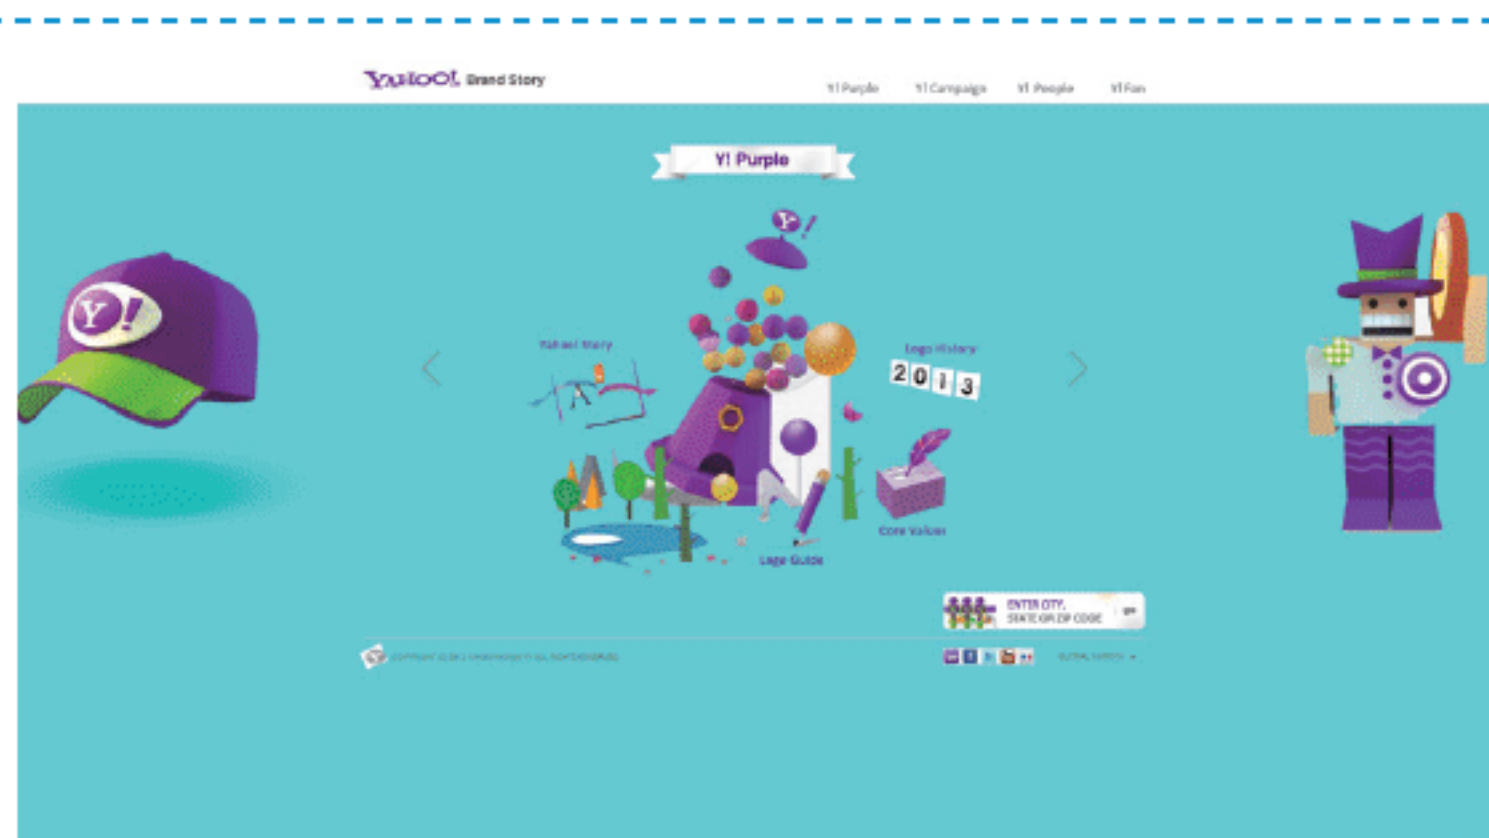 YAHOO! Brand Story
Y! Purple
Y! Campaign
Y! People
Y! Fan
Y! Purple
Y!
Y!
Yahoo! Story
Logo History
2013
Core Values
Logo Guide
ENTER CITY,
STATE OR ZIP CODE
go